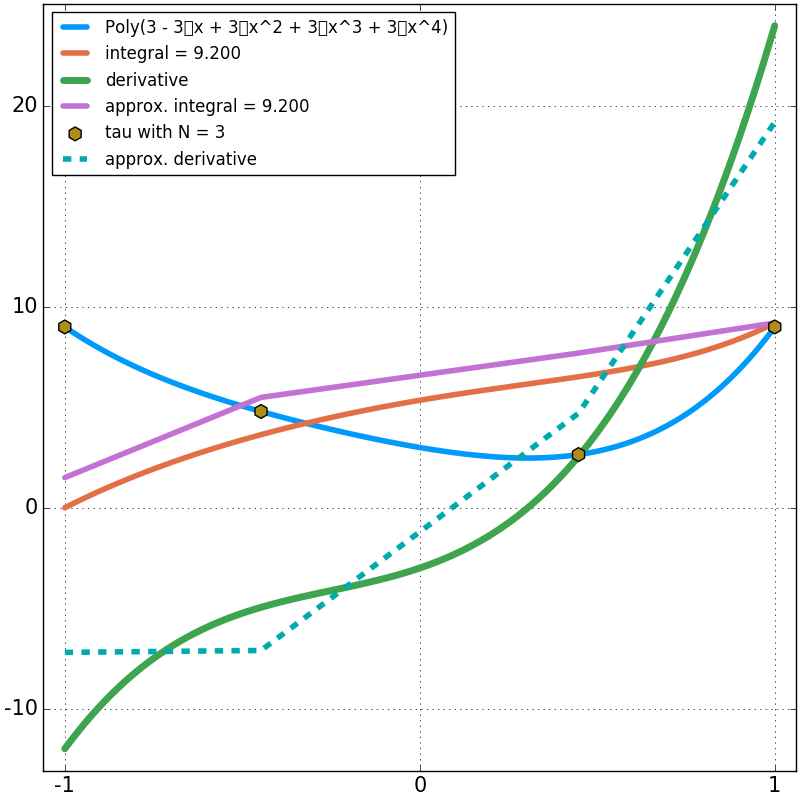 Poly(3 - 3▯x + 3▯x^2 + 3▯x^3 + 3▯x^4)
integral = 9.200
derivative
approx. integral = 9.200
tau with N = 3
approx. derivative
20
10
0
-10
-1 0 1